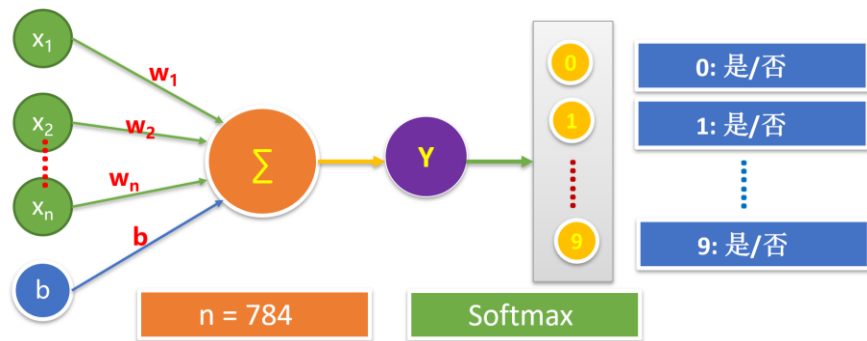 x₁
w₁
x₂
w₂
xₙ
wₙ
b
b
∑
Y
0
1
9
0: 是/否
1: 是/否
9: 是/否
n = 784
Softmax